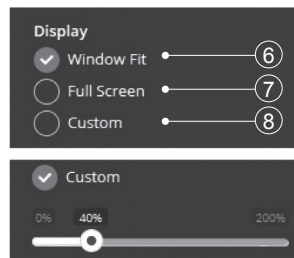 Display
Window Fit ⑥
Full Screen ⑦
Custom ⑧
Custom
0% 40% 200%